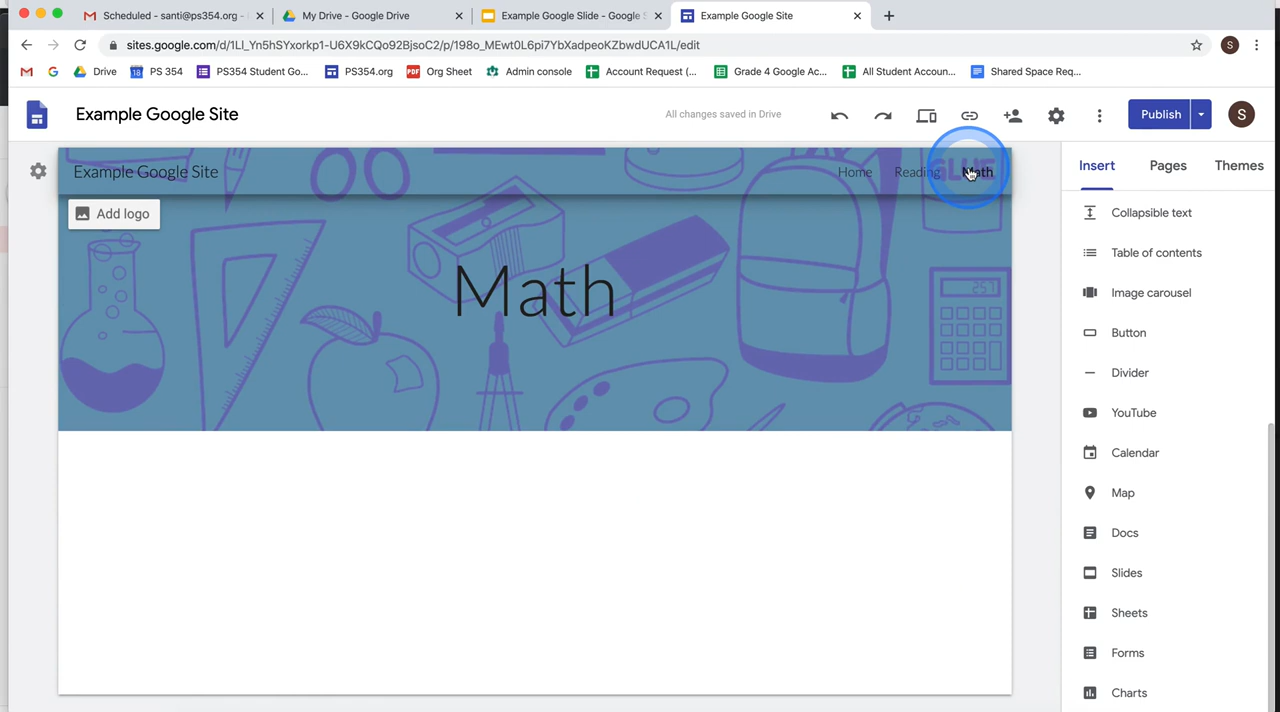 Scheduled - santi@ps354.org -
My Drive - Google Drive
Example Google Slide - Google S
Example Google Site
sites.google.com/d/1Ll_Yn5hSYxorkp1-U6X9kCQo92BjsoC2/p/198o_MEwt0L6pi7YbXadpeoKZbwdUCA1L/edit
S
Drive
18
PS 354
PS354 Student Go...
PS354.org
PDF
Org Sheet
Admin console
Account Request (...
Grade 4 Google Ac...
All Student Accoun...
Shared Space Req...
Example Google Site
All changes saved in Drive
Publish
S
Example Google Site
Home
Reading
Math
GLUE
Add logo
Math
257
Insert
Pages
Themes
Collapsible text
Table of contents
Image carousel
Button
Divider
YouTube
Calendar
Map
Docs
Slides
Sheets
Forms
Charts